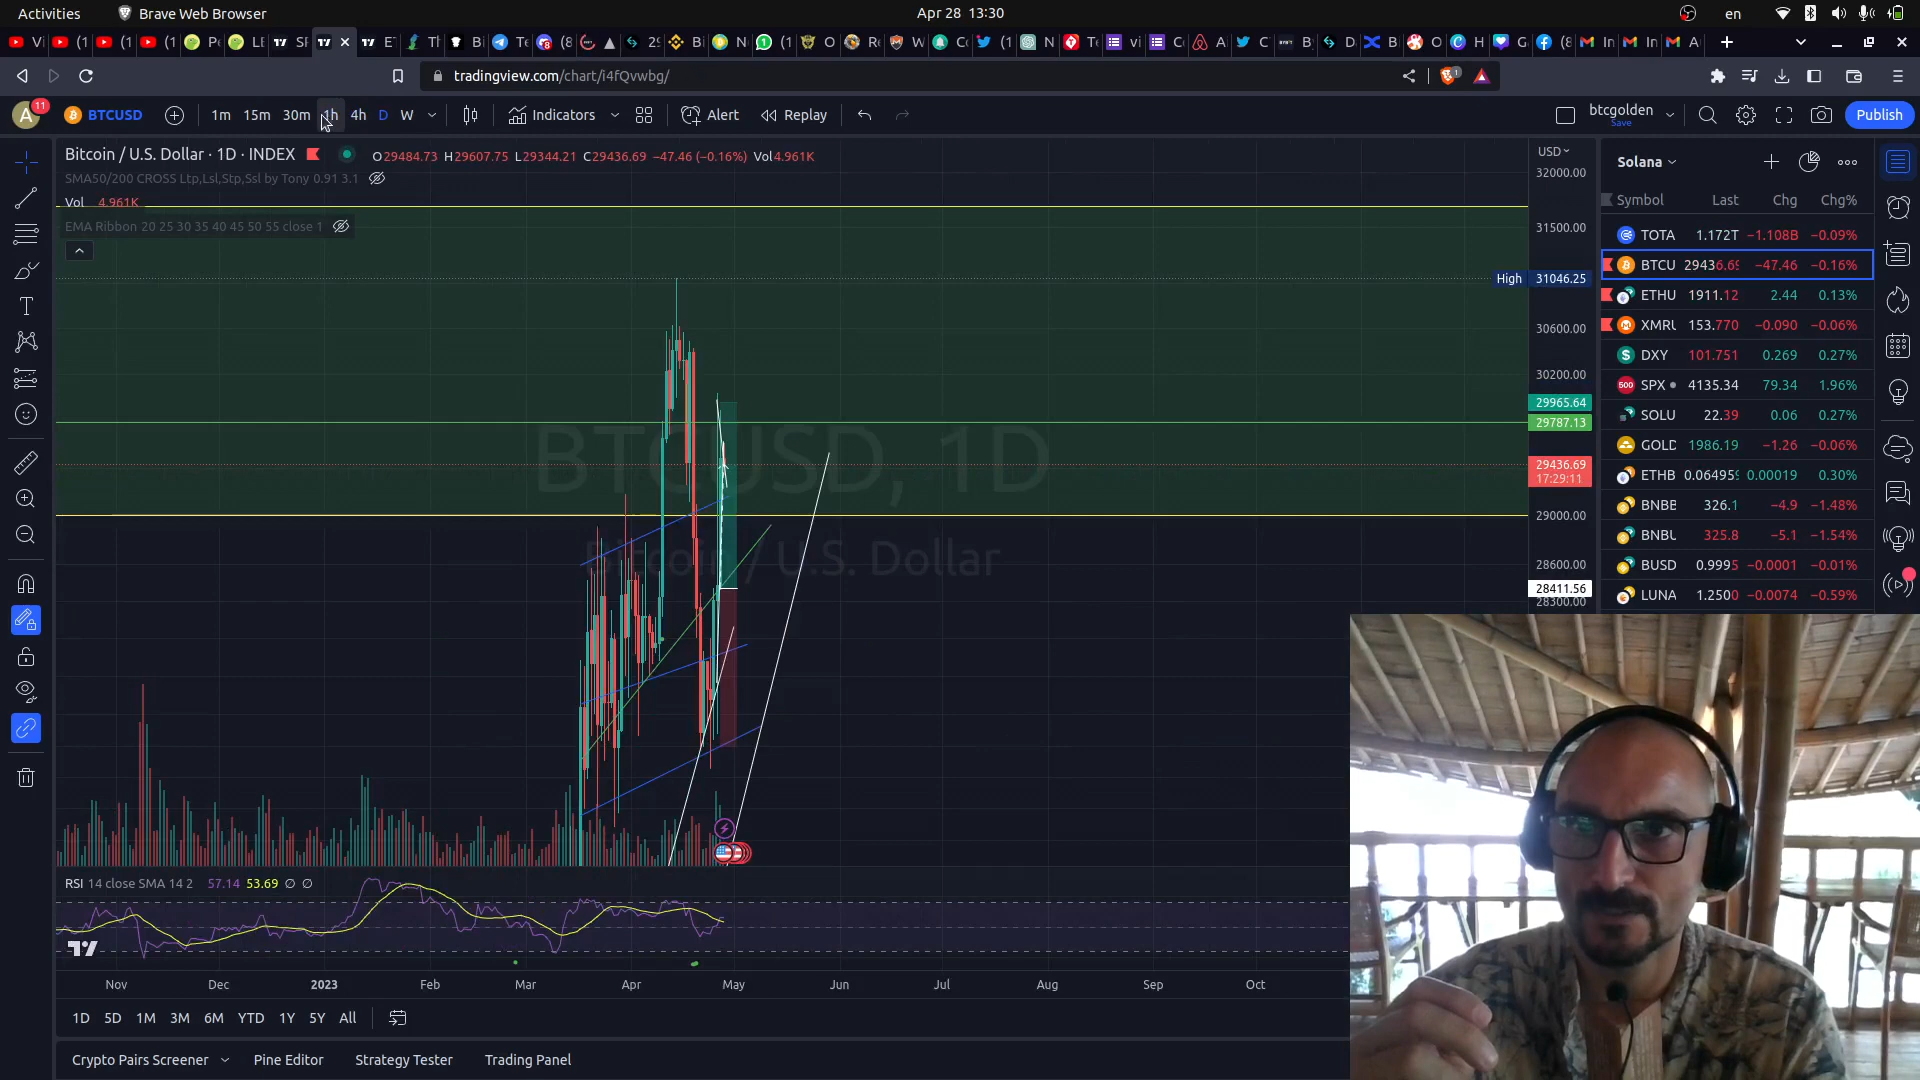 Activities
Brave Web Browser
Apr 28 13:30
en
tradingview.com/chart/i4fQvwbg/
A
11
BTCUSD
1m 15m 30m 1h 4h D W
Indicators
Alert
Replay
btcgolden
Save
Publish
Bitcoin / U.S. Dollar · 1D · INDEX
O29484.73 H29607.75 L29344.21 C29436.69 −47.46 (−0.16%) Vol4.961K
SMA50/200 CROSS Ltp,Lsl,Stp,Ssl by Tony 0.91 3.1
Vol 4.961K
EMA Ribbon 20 25 30 35 40 45 50 55 close 1
BTCUSD, 1D
Bitcoin / U.S. Dollar
USD
32000.00
31500.00
High 31046.25
30600.00
30200.00
29965.64
29787.13
29436.69
17:29:11
29000.00
28600.00
28411.56
28300.00
Solana
Symbol Last Chg Chg%
TOTA 1.172T −1.108B −0.09%
BTCU 29436.69 −47.46 −0.16%
ETHU 1911.12 2.44 0.13%
XMRU 153.770 −0.090 −0.06%
DXY 101.751 0.269 0.27%
SPX 4135.34 79.34 1.96%
SOLU 22.39 0.06 0.27%
GOLD 1986.19 −1.26 −0.06%
ETHB 0.06495 0.00019 0.30%
BNBB 326.1 −4.9 −1.48%
BNBU 325.8 −5.1 −1.54%
BUSD 0.9995 −0.0001 −0.01%
LUNA 1.2500 −0.0074 −0.59%
RSI 14 close SMA 14 2 57.14 53.69 ∅ ∅
Nov Dec 2023 Feb Mar Apr May Jun Jul Aug Sep Oct
1D 5D 1M 3M 6M YTD 1Y 5Y All
Crypto Pairs Screener
Pine Editor
Strategy Tester
Trading Panel